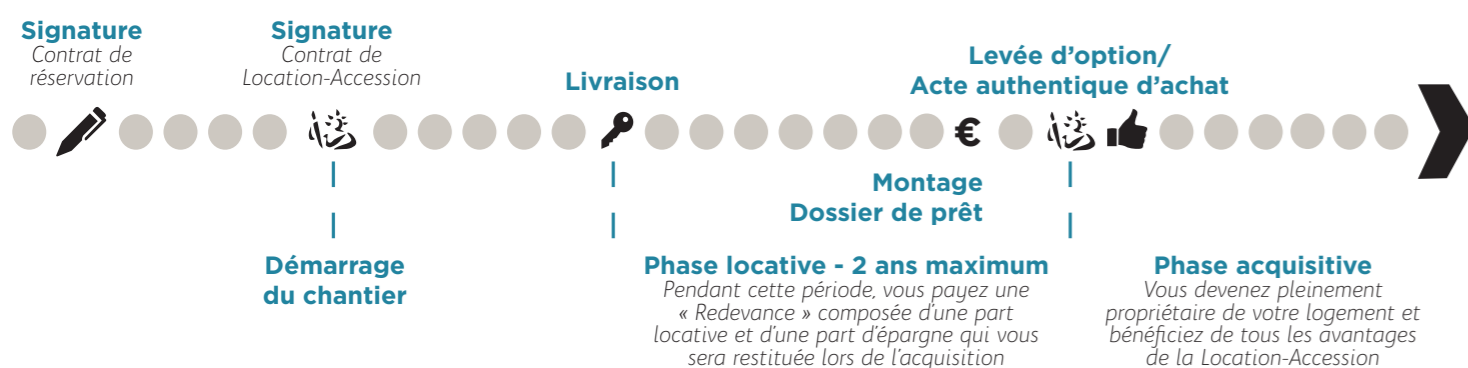 Signature
Contrat de
réservation
Signature
Contrat de
Location-Accession
Livraison
Levée d’option/
Acte authentique d’achat
€
Montage
Dossier de prêt
Démarrage
du chantier
Phase locative - 2 ans maximum
Pendant cette période, vous payez une
« Redevance » composée d’une part
locative et d’une part d’épargne qui vous
sera restituée lors de l’acquisition
Phase acquisitive
Vous devenez pleinement
propriétaire de votre logement et
bénéficiez de tous les avantages
de la Location-Accession